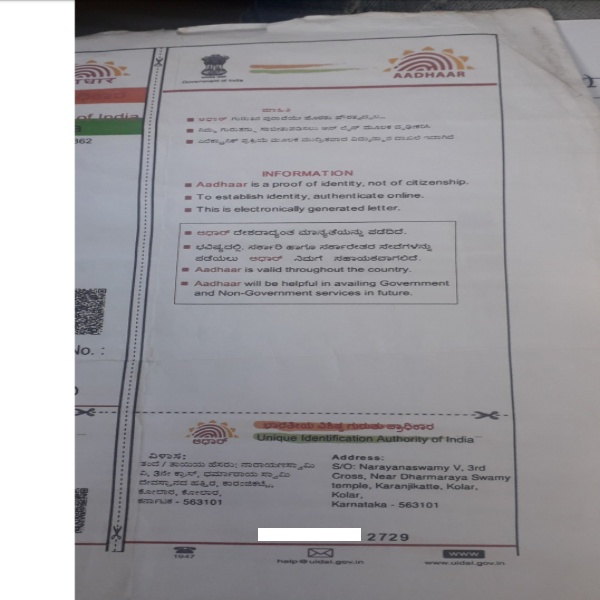 of India
362
No. :
Government of India
AADHAAR
ಮಾಹಿತಿ
INFORMATION
Aadhaar is a proof of identity, not of citizenship.
To establish identity, authenticate online.
This is electronically generated letter.
ಆಧಾರ್ ದೇಶದಾದ್ಯಂತ ಮಾನ್ಯತೆಯನ್ನು ಪಡೆದಿದೆ.
ಭವಿಷ್ಯದಲ್ಲಿ, ಸರ್ಕಾರಿ ಹಾಗೂ ಸರ್ಕಾರೇತರ ಸೇವೆಗಳನ್ನು
ಪಡೆಯಲು ಆಧಾರ್ ನಿಮಗೆ ಸಹಾಯಕವಾಗಲಿದೆ.
Aadhaar is valid throughout the country.
Aadhaar will be helpful in availing Government
and Non-Government services in future.
ಆಧಾರ್
ಭಾರತೀಯ ವಿಶಿಷ್ಟ ಗುರುತು ಪ್ರಾಧಿಕಾರ
Unique Identification Authority of India
ವಿಳಾಸ:
ತಂದೆ / ತಾಯಿಯ ಹೆಸರು: ನಾರಾಯಣಸ್ವಾಮಿ
ವಿ, 3ನೇ ಕ್ರಾಸ್, ಧರ್ಮರಾಯ ಸ್ವಾಮಿ
ದೇವಸ್ಥಾನದ ಹತ್ತಿರ, ಕಾರಂಜಿಕಟ್ಟೆ,
ಕೋಲಾರ, ಕೋಲಾರ,
ಕರ್ನಾಟಕ - 563101
Address:
S/O: Narayanaswamy V, 3rd
Cross, Near Dharmaraya Swamy
temple, Karanjikatte, Kolar,
Kolar,
Karnataka - 563101
2729
1947
help@uidai.gov.in
www
www.uidai.gov.in